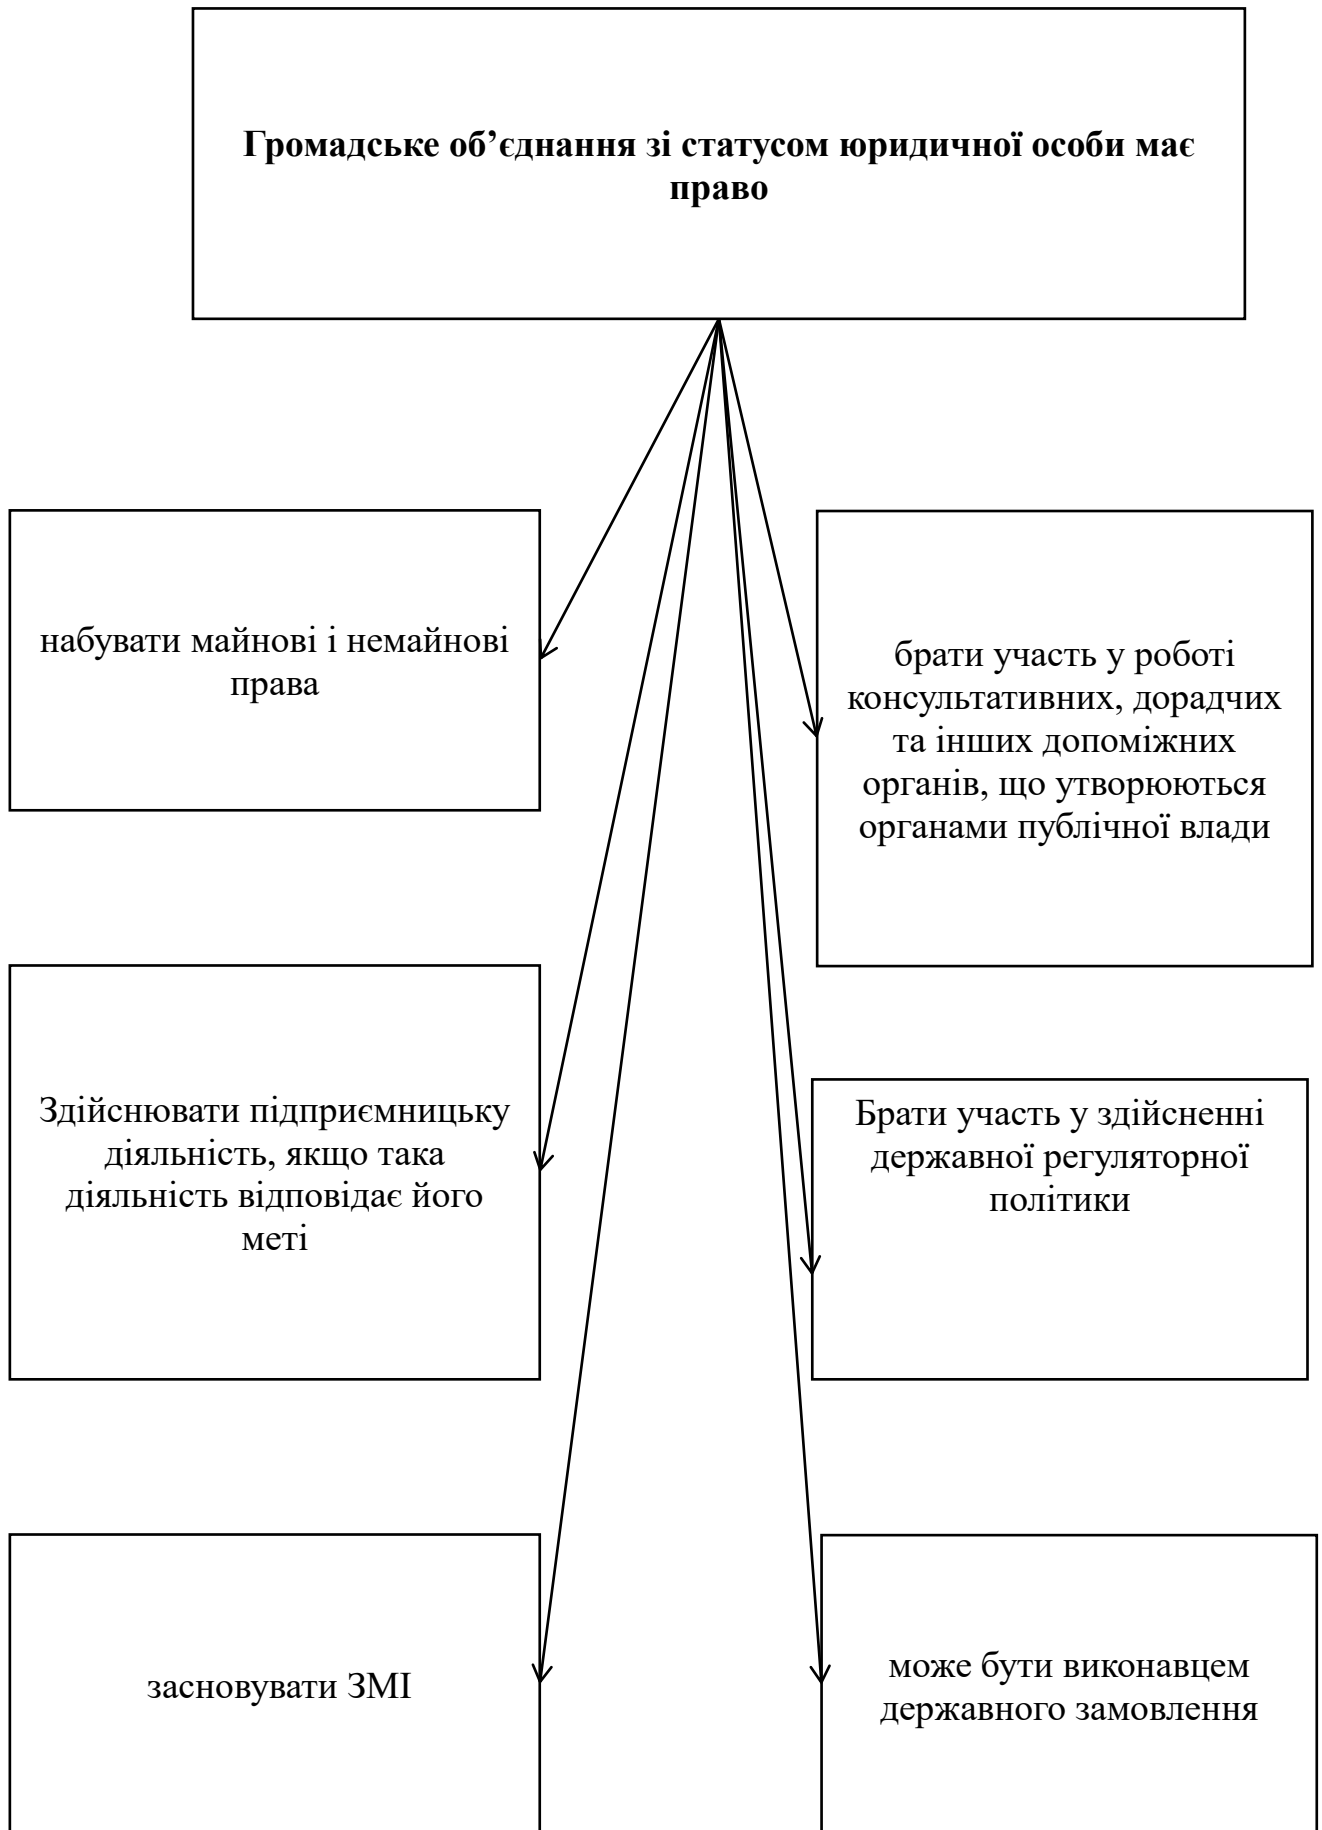 Громадське об’єднання зі статусом юридичної особи має
право
набувати майнові і немайнові
права
брати участь у роботі
консультативних, дорадчих
та інших допоміжних
органів, що утворюються
органами публічної влади
Здійснювати підприємницьку
діяльність, якщо така
діяльність відповідає його
меті
Брати участь у здійсненні
державної регуляторної
політики
засновувати ЗМІ
може бути виконавцем
державного замовлення